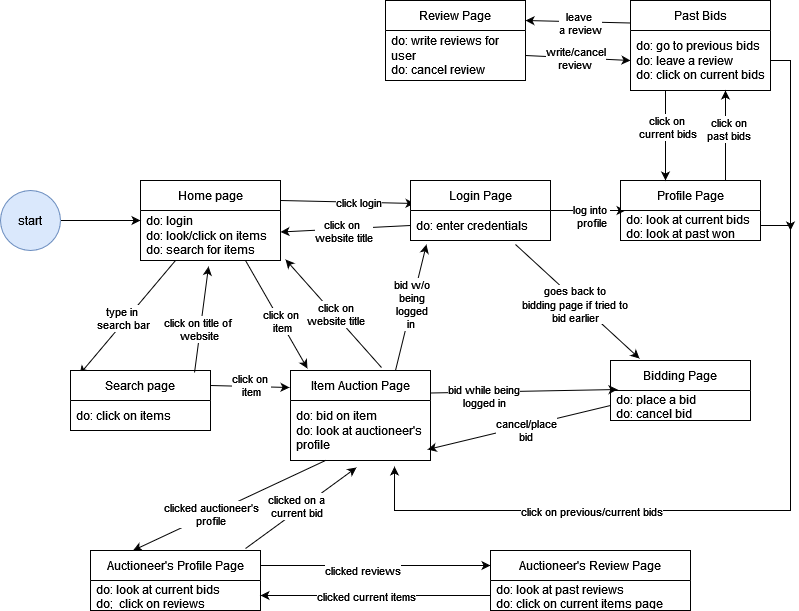 Review Page
do: write reviews for
user
do: cancel review
leave
a review
write/cancel
review
Past Bids
do: go to previous bids
do: leave a review
do: click on current bids
click on
current bids
click on
past bids
start
Home page
do: login
do: look/click on items
do: search for items
click login
click on
website title
Login Page
do: enter credentials
log into
profile
Profile Page
do: look at current bids
do: look at past won
type in
search bar
click on title of
website
click on
item
click on
website title
bid w/o
being
logged
in
goes back to
bidding page if tried to
bid earlier
Search page
do: click on items
click on
item
Item Auction Page
do: bid on item
do: look at auctioneer's
profile
bid while being
logged in
cancel/place
bid
Bidding Page
do: place a bid
do: cancel bid
clicked auctioneer's
profile
clicked on a
current bid
click on previous/current bids
Auctioneer's Profile Page
do: look at current bids
do; click on reviews
clicked reviews
clicked current items
Auctioneer's Review Page
do: look at past reviews
do: click on current items page